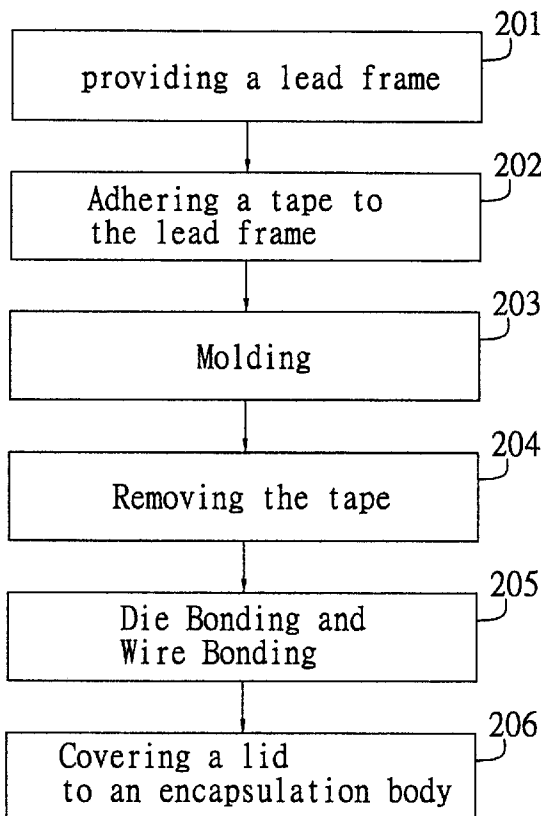 201
providing a lead frame
202
Adhering a tape to
the lead frame
203
Molding
204
Removing the tape
205
Die Bonding and
Wire Bonding
206
Covering a lid
to an encapsulation body